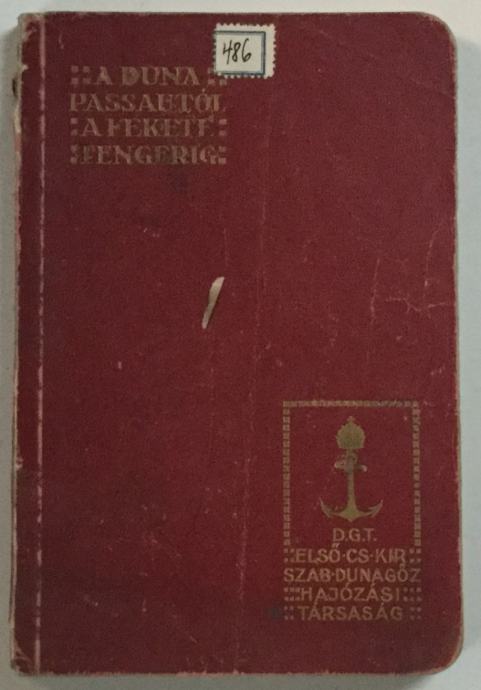 486
A DUNA
PASSAUTÓL
A FEKETE
TENGERIG
D.G.T.
ELSŐ·CS·KIR
SZAB·DUNAGŐZ
HAJÓZÁSI
TÁRSASÁG